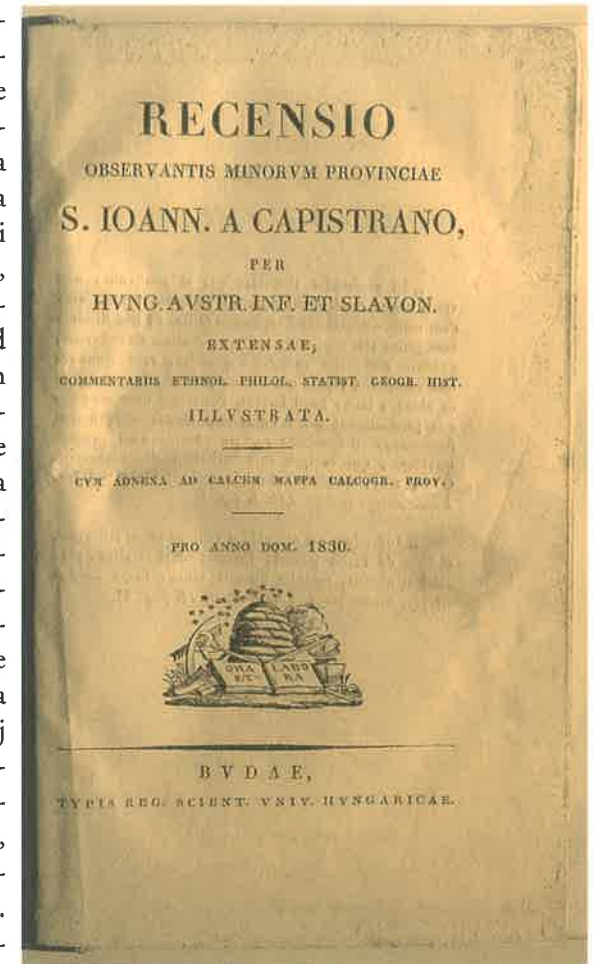 RECENSIO
OBSERVANTIS MINORVM PROVINCIAE
S. IOANN. A CAPISTRANO,
PER
HVNG. AVSTR. INF. ET SLAVON.
EXTENSAE;
COMMENTARIIS ETHNOL. PHILOL. STATIST. GEOGR. HIST.
ILLVSTRATA.
CVM ADNEXA AD CALCEM MAPPA CALCOGR. PROV.
PRO ANNO DOM. 1830.
ORA ET LABORA
BVDAE,
TYPIS REG. SCIENT. VNIV. HVNGARICAE.